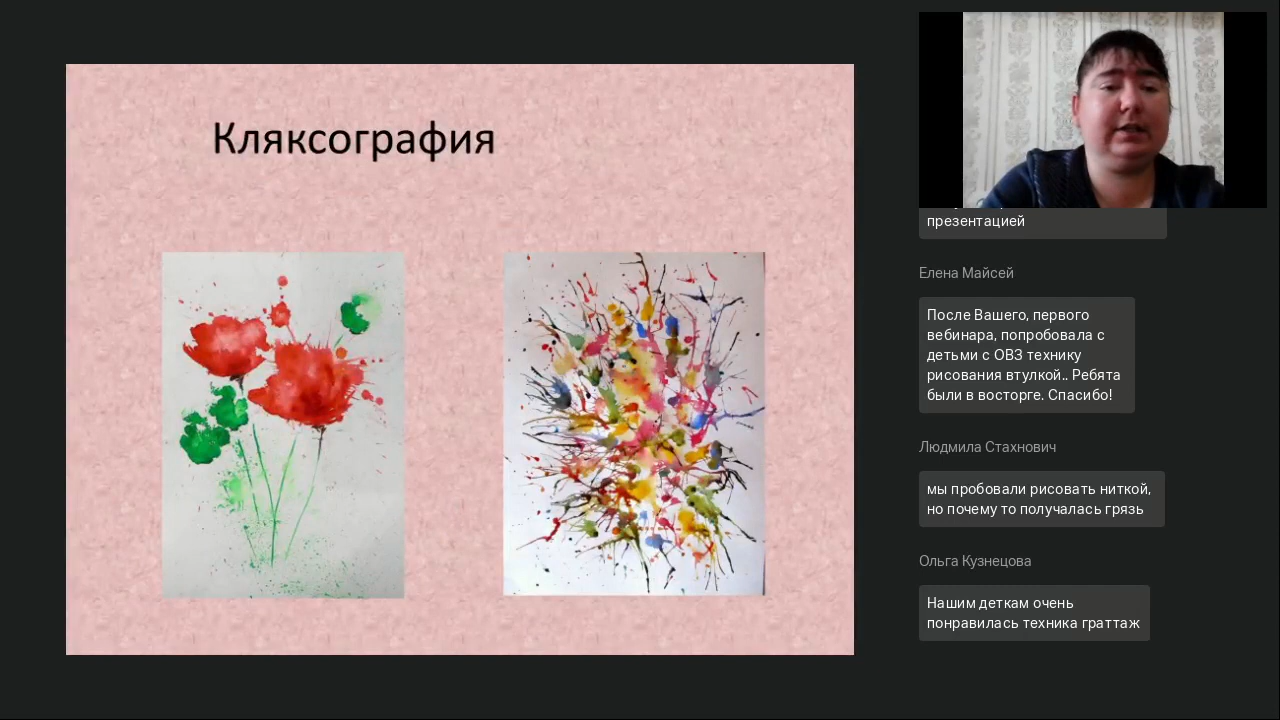 Кляксография
презентацией
Елена Майсей
После Вашего, первого
вебинара, попробовала с
детьми с ОВЗ технику
рисования втулкой.. Ребята
были в восторге. Спасибо!
Людмила Стахнович
мы пробовали рисовать ниткой,
но почему то получалась грязь
Ольга Кузнецова
Нашим деткам очень
понравилась техника граттаж